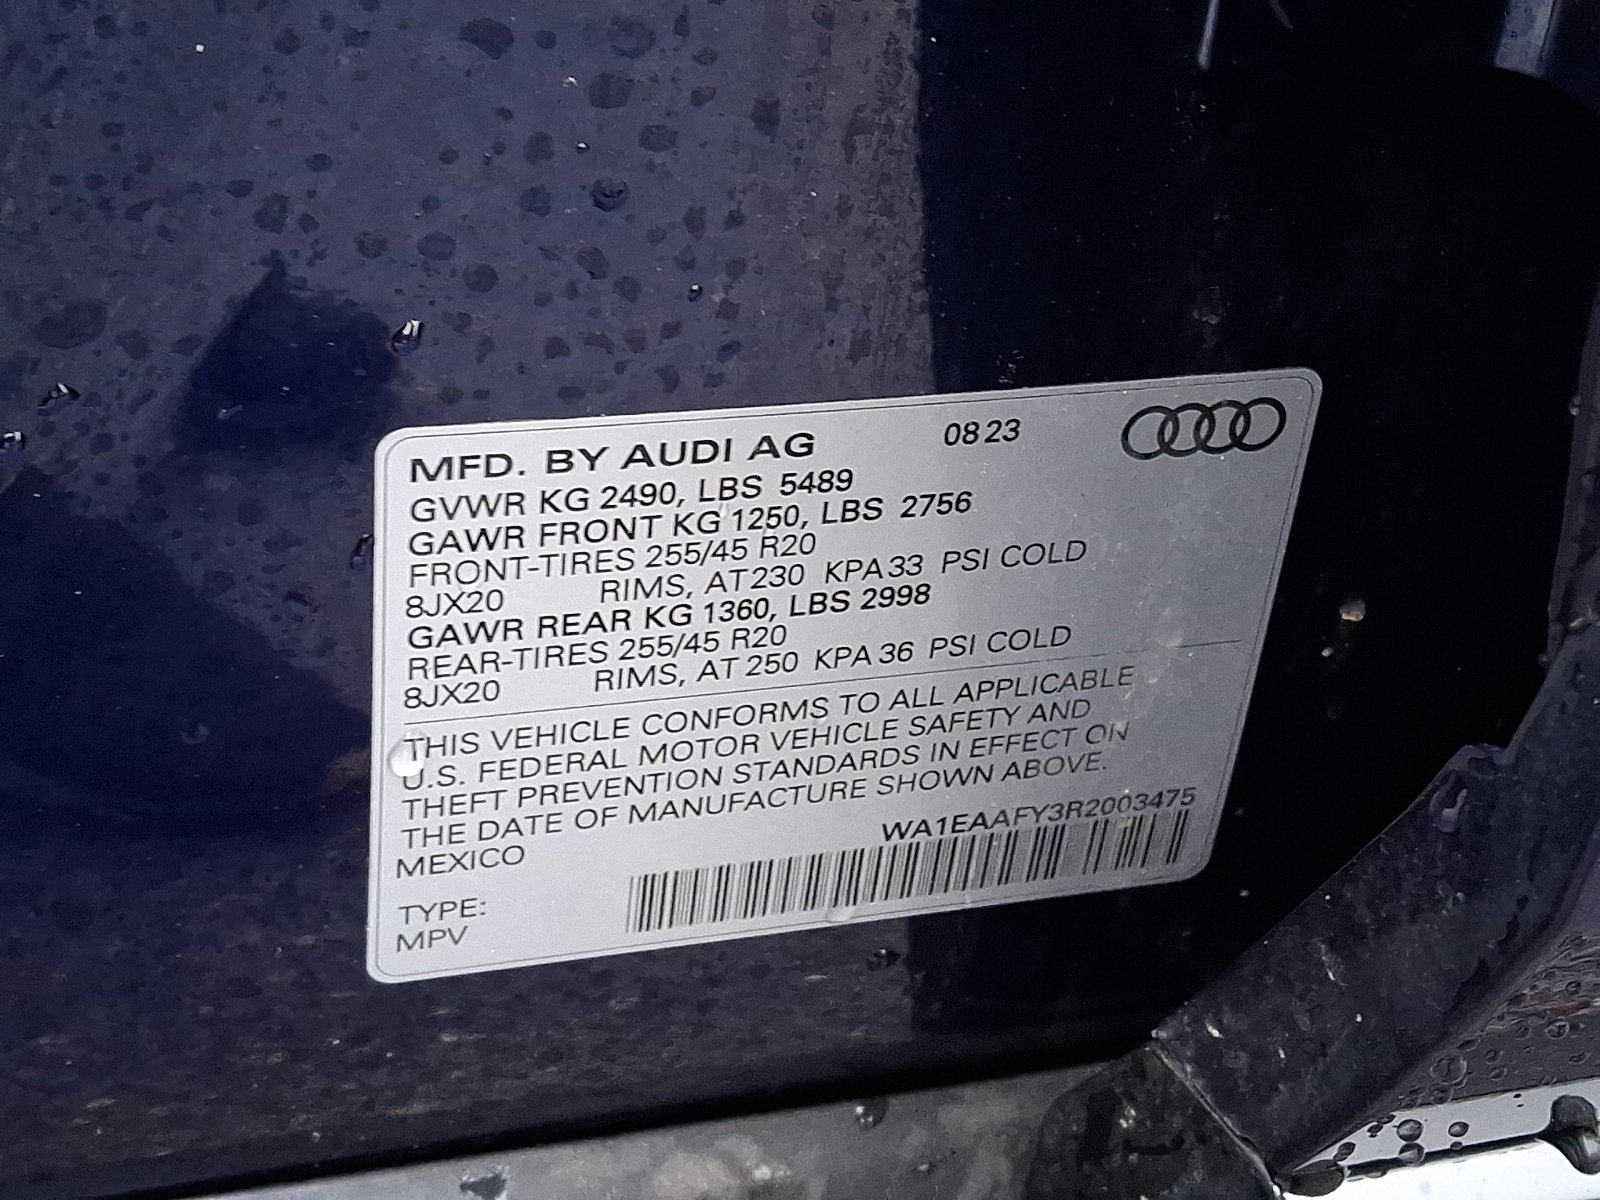 MFD. BY AUDI AG 08 23
GVWR KG 2490, LBS 5489
GAWR FRONT KG 1250, LBS 2756
FRONT-TIRES 255/45 R20
8JX20 RIMS, AT 230 KPA 33 PSI COLD
GAWR REAR KG 1360, LBS 2998
REAR-TIRES 255/45 R20
8JX20 RIMS, AT 250 KPA 36 PSI COLD
THIS VEHICLE CONFORMS TO ALL APPLICABLE
U.S. FEDERAL MOTOR VEHICLE SAFETY AND
THEFT PREVENTION STANDARDS IN EFFECT ON
THE DATE OF MANUFACTURE SHOWN ABOVE.
MEXICO WA1EAAFY3R2003475
TYPE:
MPV